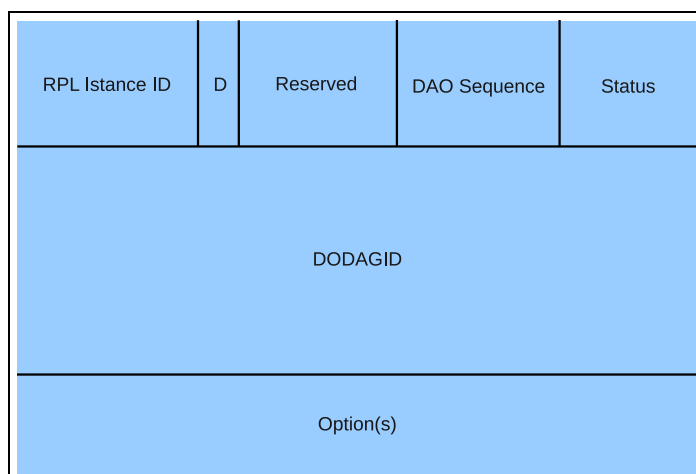 RPL Istance ID
D
Reserved
DAO Sequence
Status
DODAGID
Option(s)